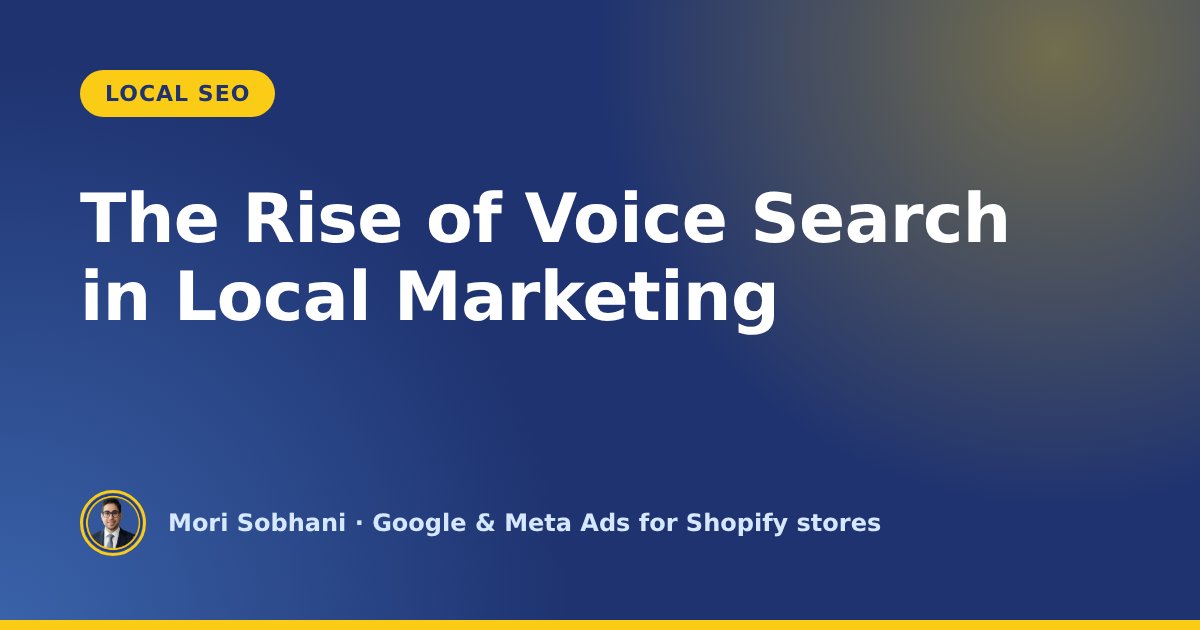 LOCAL SEO
The Rise of Voice Search
in Local Marketing
Mori Sobhani · Google & Meta Ads for Shopify stores